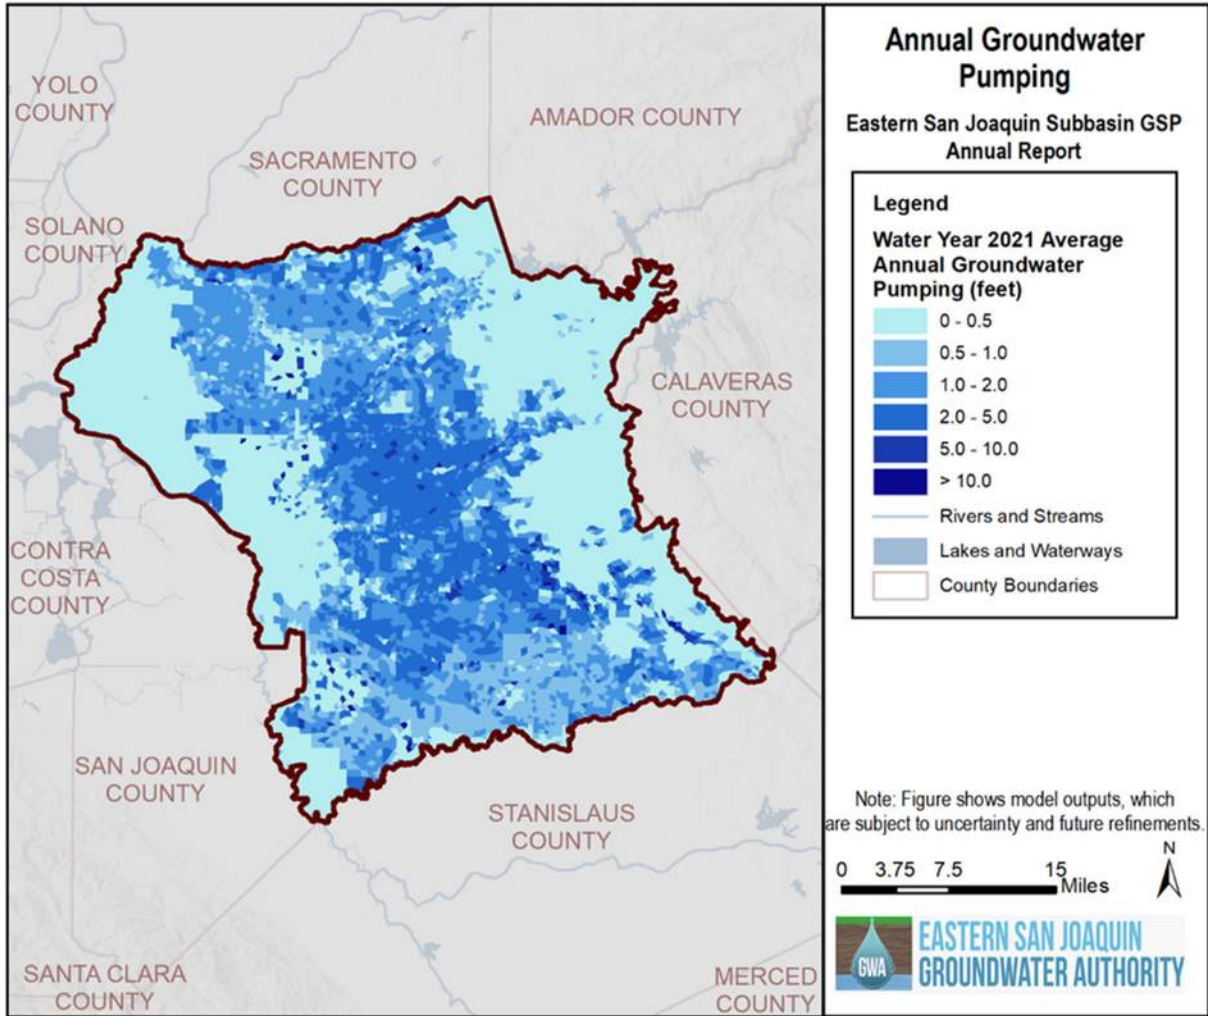 YOLO
COUNTY
AMADOR COUNTY
SACRAMENTO
COUNTY
SOLANO
COUNTY
CALAVERAS
COUNTY
CONTRA
COSTA
COUNTY
SAN JOAQUIN
COUNTY
STANISLAUS
COUNTY
SANTA CLARA
COUNTY
MERCED
COUNTY
Annual Groundwater
Pumping
Eastern San Joaquin Subbasin GSP
Annual Report
Legend
Water Year 2021 Average
Annual Groundwater
Pumping (feet)
0 - 0.5
0.5 - 1.0
1.0 - 2.0
2.0 - 5.0
5.0 - 10.0
> 10.0
Rivers and Streams
Lakes and Waterways
County Boundaries
Note: Figure shows model outputs, which
are subject to uncertainty and future refinements.
N
0 3.75 7.5 15
Miles
GWA
EASTERN SAN JOAQUIN
GROUNDWATER AUTHORITY